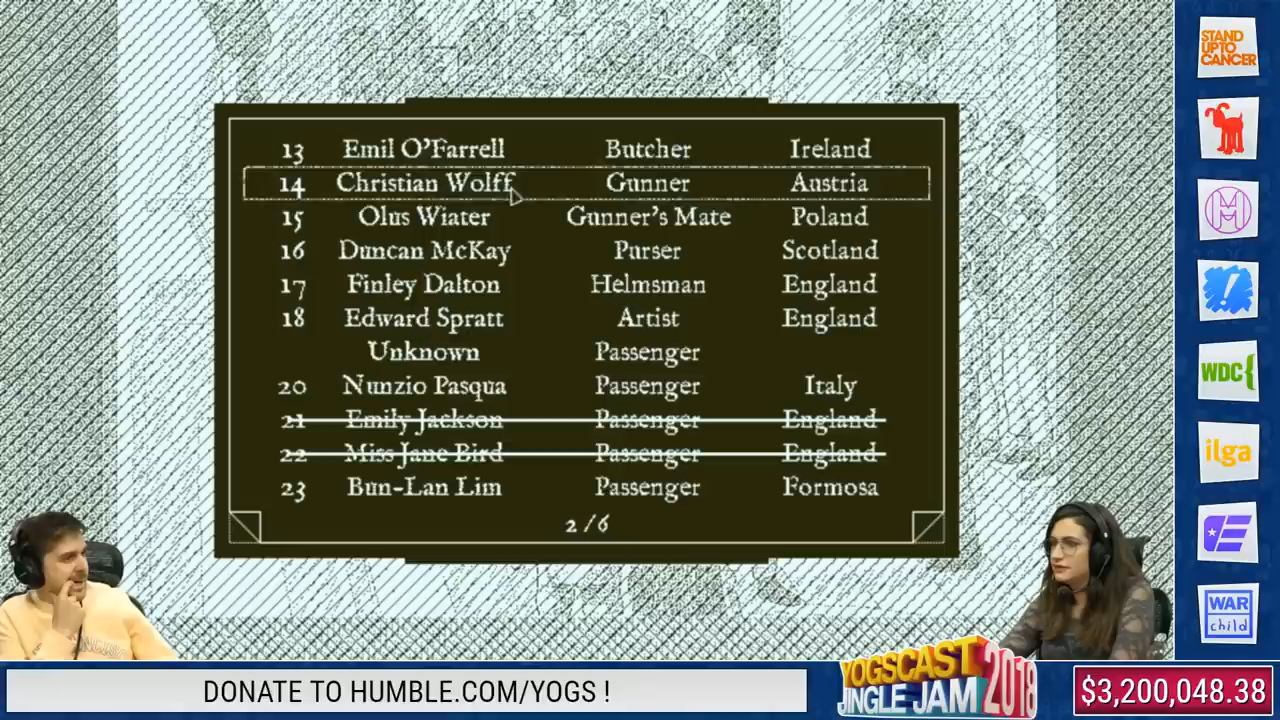 13 Emil O'Farrell Butcher Ireland
14 Christian Wolff Gunner Austria
15 Olus Wiater Gunner's Mate Poland
16 Duncan McKay Purser Scotland
17 Finley Dalton Helmsman England
18 Edward Spratt Artist England
Unknown Passenger
20 Nunzio Pasqua Passenger Italy
21 Emily Jackson Passenger England
22 Miss Jane Bird Passenger England
23 Bun-Lan Lim Passenger Formosa
2/6
STAND
UP TO
CANCER
WDC
ilga
WAR
child
DONATE TO HUMBLE.COM/YOGS !
YOGSCAST
JINGLE JAM 2018
$3,200,048.38